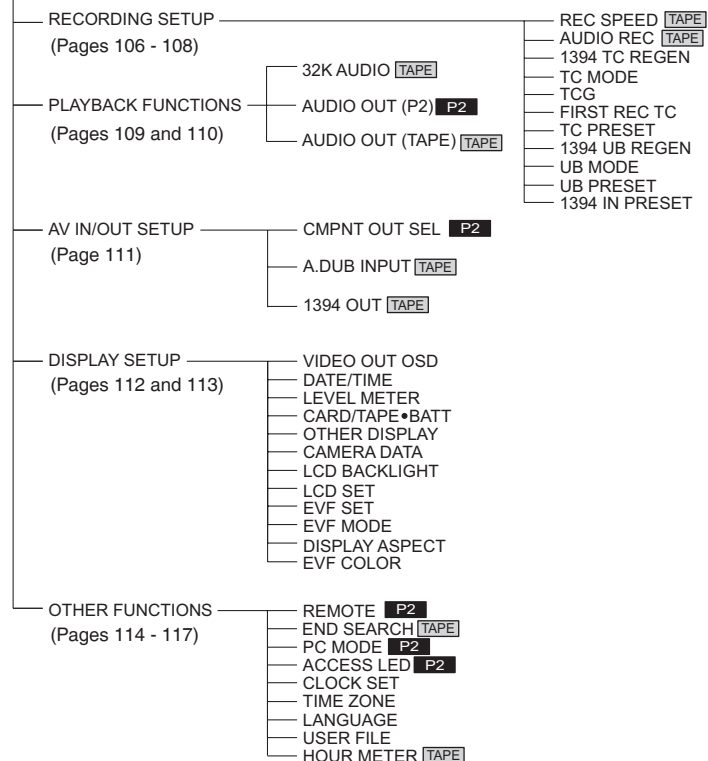 RECORDING SETUP
(Pages 106 - 108)
REC SPEED TAPE
AUDIO REC TAPE
1394 TC REGEN
TC MODE
TCG
FIRST REC TC
TC PRESET
1394 UB REGEN
UB MODE
UB PRESET
1394 IN PRESET
PLAYBACK FUNCTIONS
(Pages 109 and 110)
32K AUDIO TAPE
AUDIO OUT (P2) P2
AUDIO OUT (TAPE) TAPE
AV IN/OUT SETUP
(Page 111)
CMPNT OUT SEL P2
A.DUB INPUT TAPE
1394 OUT TAPE
DISPLAY SETUP
(Pages 112 and 113)
VIDEO OUT OSD
DATE/TIME
LEVEL METER
CARD/TAPE•BATT
OTHER DISPLAY
CAMERA DATA
LCD BACKLIGHT
LCD SET
EVF SET
EVF MODE
DISPLAY ASPECT
EVF COLOR
OTHER FUNCTIONS
(Pages 114 - 117)
REMOTE P2
END SEARCH TAPE
PC MODE P2
ACCESS LED P2
CLOCK SET
TIME ZONE
LANGUAGE
USER FILE
HOUR METER TAPE